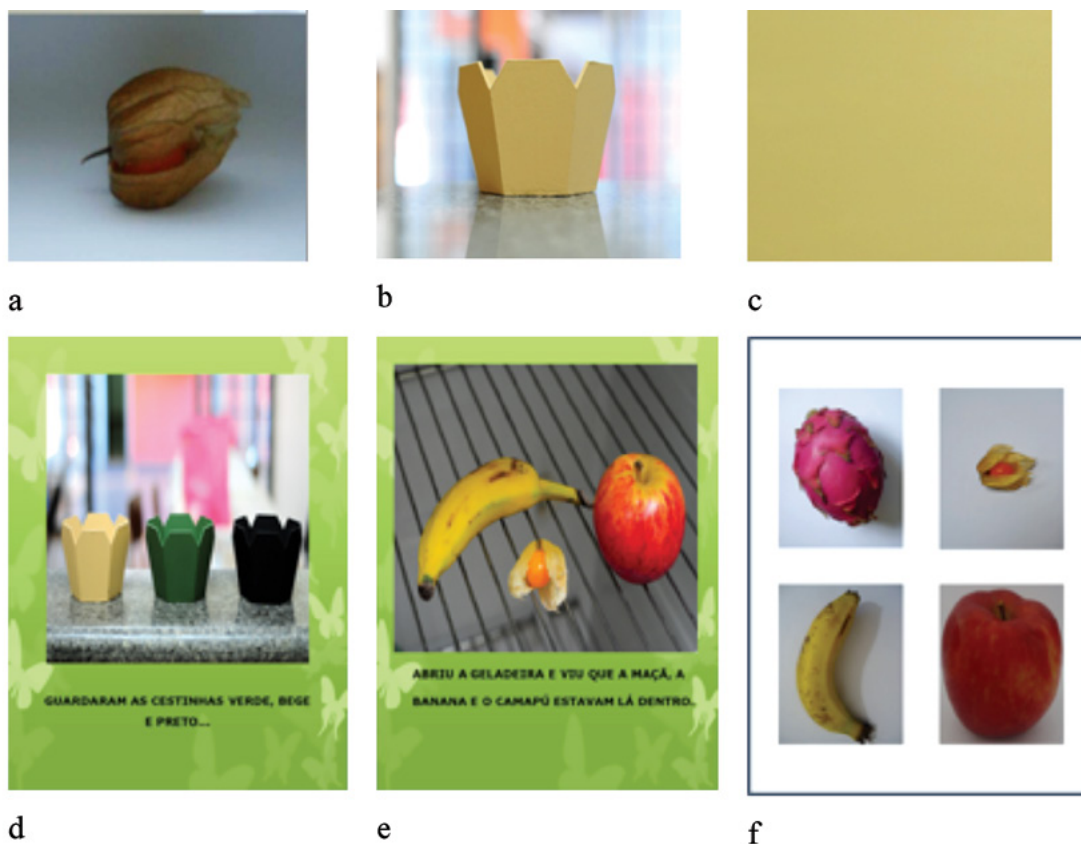 a
b
c
GUARDARAM AS CESTINHAS VERDE, BEGE
E PRETO...
ABRIU A GELADEIRA E VIU QUE A MAÇÃ, A
BANANA E O CAMAPÚ ESTAVAM LÁ DENTRO.
d
e
f